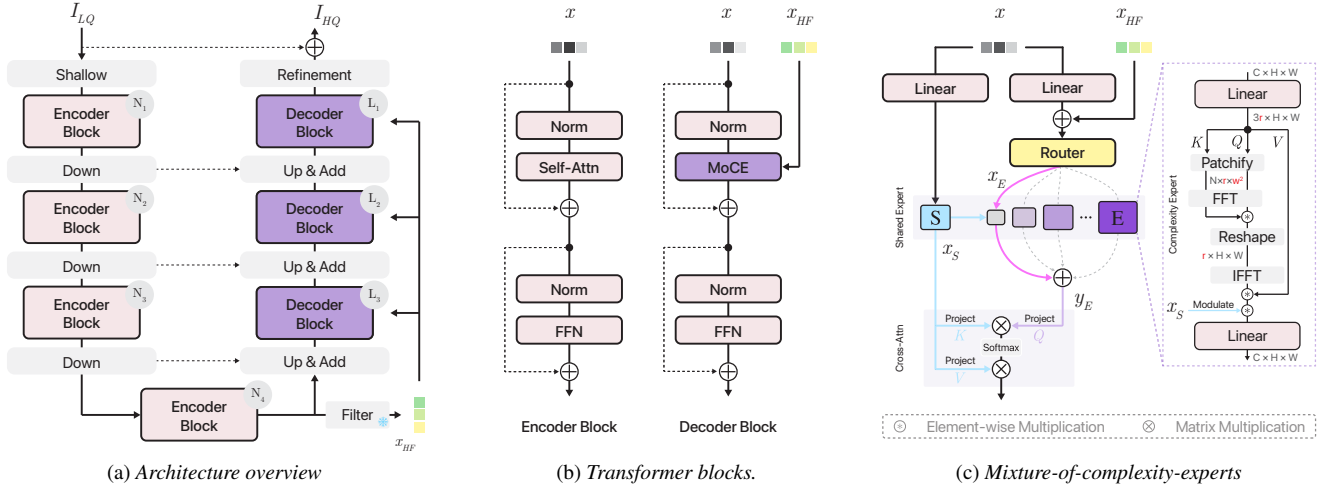 I_LQ
I_HQ
Shallow
Refinement
Encoder
Block
N₁
Decoder
Block
L₁
Down
Up & Add
Encoder
Block
N₂
Decoder
Block
L₂
Down
Up & Add
Encoder
Block
N₃
Decoder
Block
L₃
Down
Up & Add
Encoder
Block
N₄
Filter
x_HF
(a) Architecture overview
x
x
x_HF
Norm
Self-Attn
Norm
FFN
Encoder Block
Norm
MoCE
Norm
FFN
Decoder Block
(b) Transformer blocks.
x
x_HF
Linear
Linear
Router
x_E
Shared Expert
S
...
E
x_S
y_E
Cross-Attn
Project
K
Project
Q
Softmax
Project
V
C × H × W
Linear
3r × H × W
K
Q
V
Patchify
N×r×w²
FFT
Complexity Expert
Reshape
r × H × W
IFFT
x_S
Modulate
Linear
C × H × W
Element-wise Multiplication
Matrix Multiplication
(c) Mixture-of-complexity-experts